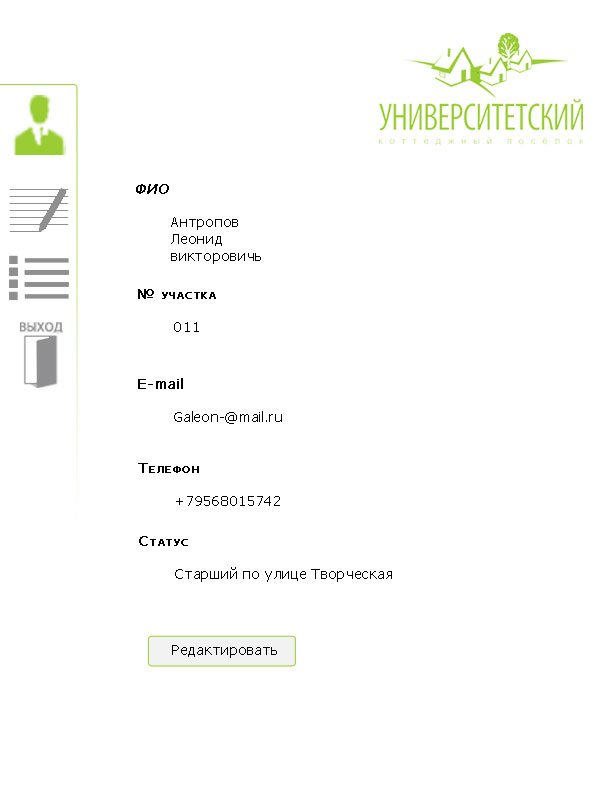 УНИВЕРСИТЕТСКИЙ
коттеджный поселок
ФИО
Антропов
Леонид
викторовичь
№ участка
011
ВЫХОД
E-mail
Galeon-@mail.ru
Телефон
+79568015742
Статус
Старший по улице Творческая
Редактировать